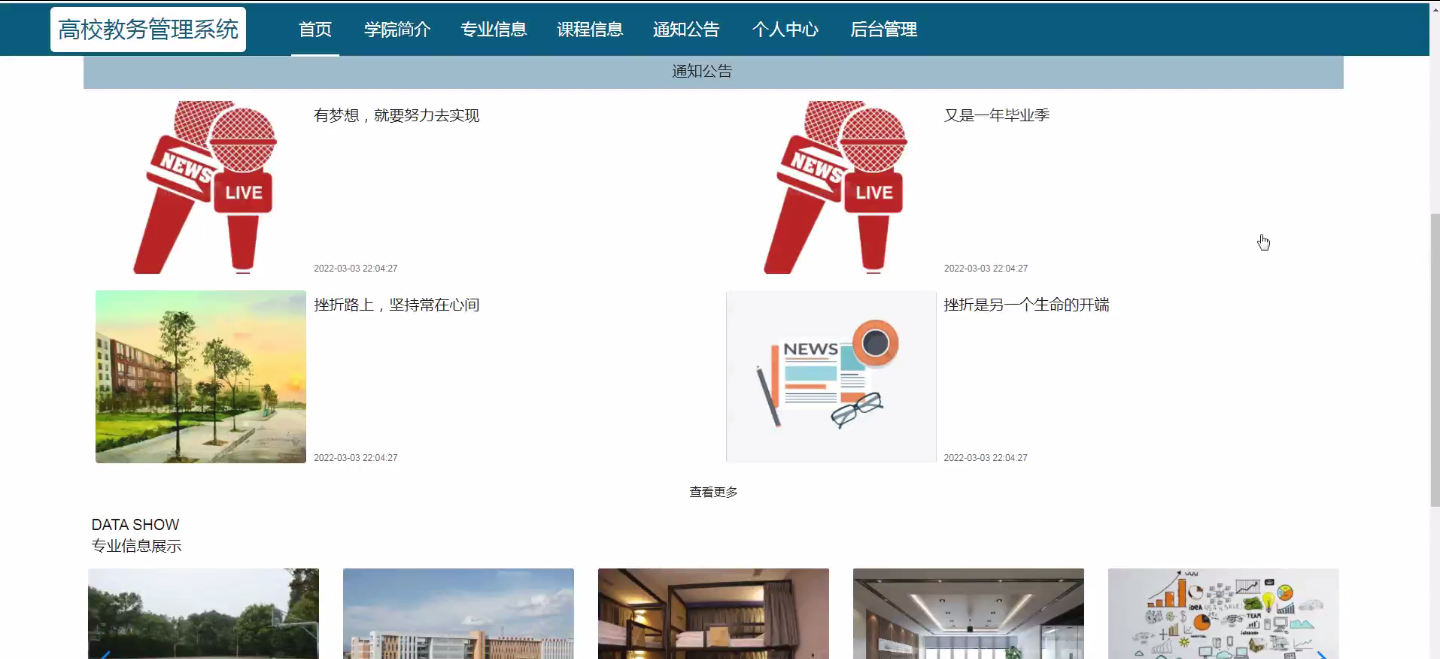 高校教务管理系统
首页 学院简介 专业信息 课程信息 通知公告 个人中心 后台管理
通知公告
NEWS
LIVE
有梦想，就要努力去实现
2022-03-03 22:04:27
NEWS
LIVE
又是一年毕业季
2022-03-03 22:04:27
挫折路上，坚持常在心间
2022-03-03 22:04:27
NEWS
挫折是另一个生命的开端
2022-03-03 22:04:27
查看更多
DATA SHOW
专业信息展示
IDEA
TEAM